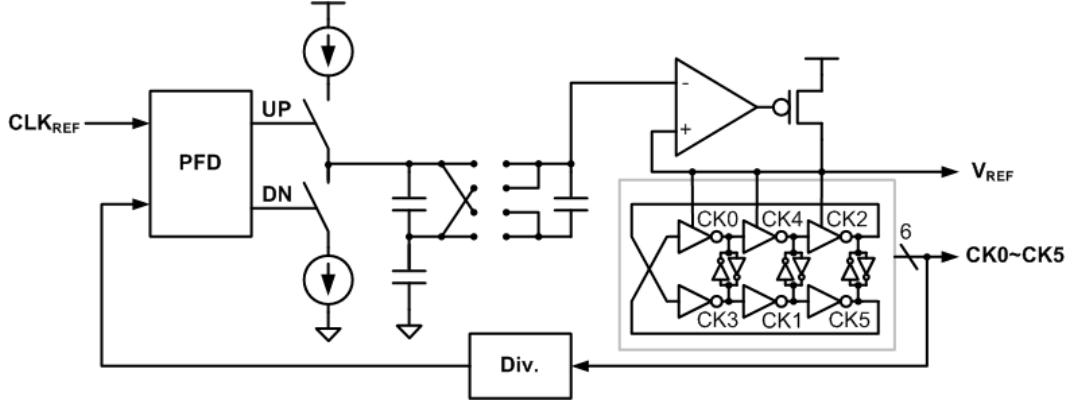 CLKREF
PFD
UP
DN
-
+
VREF
CK0 CK4 CK2
CK3 CK1 CK5
6
CK0~CK5
Div.